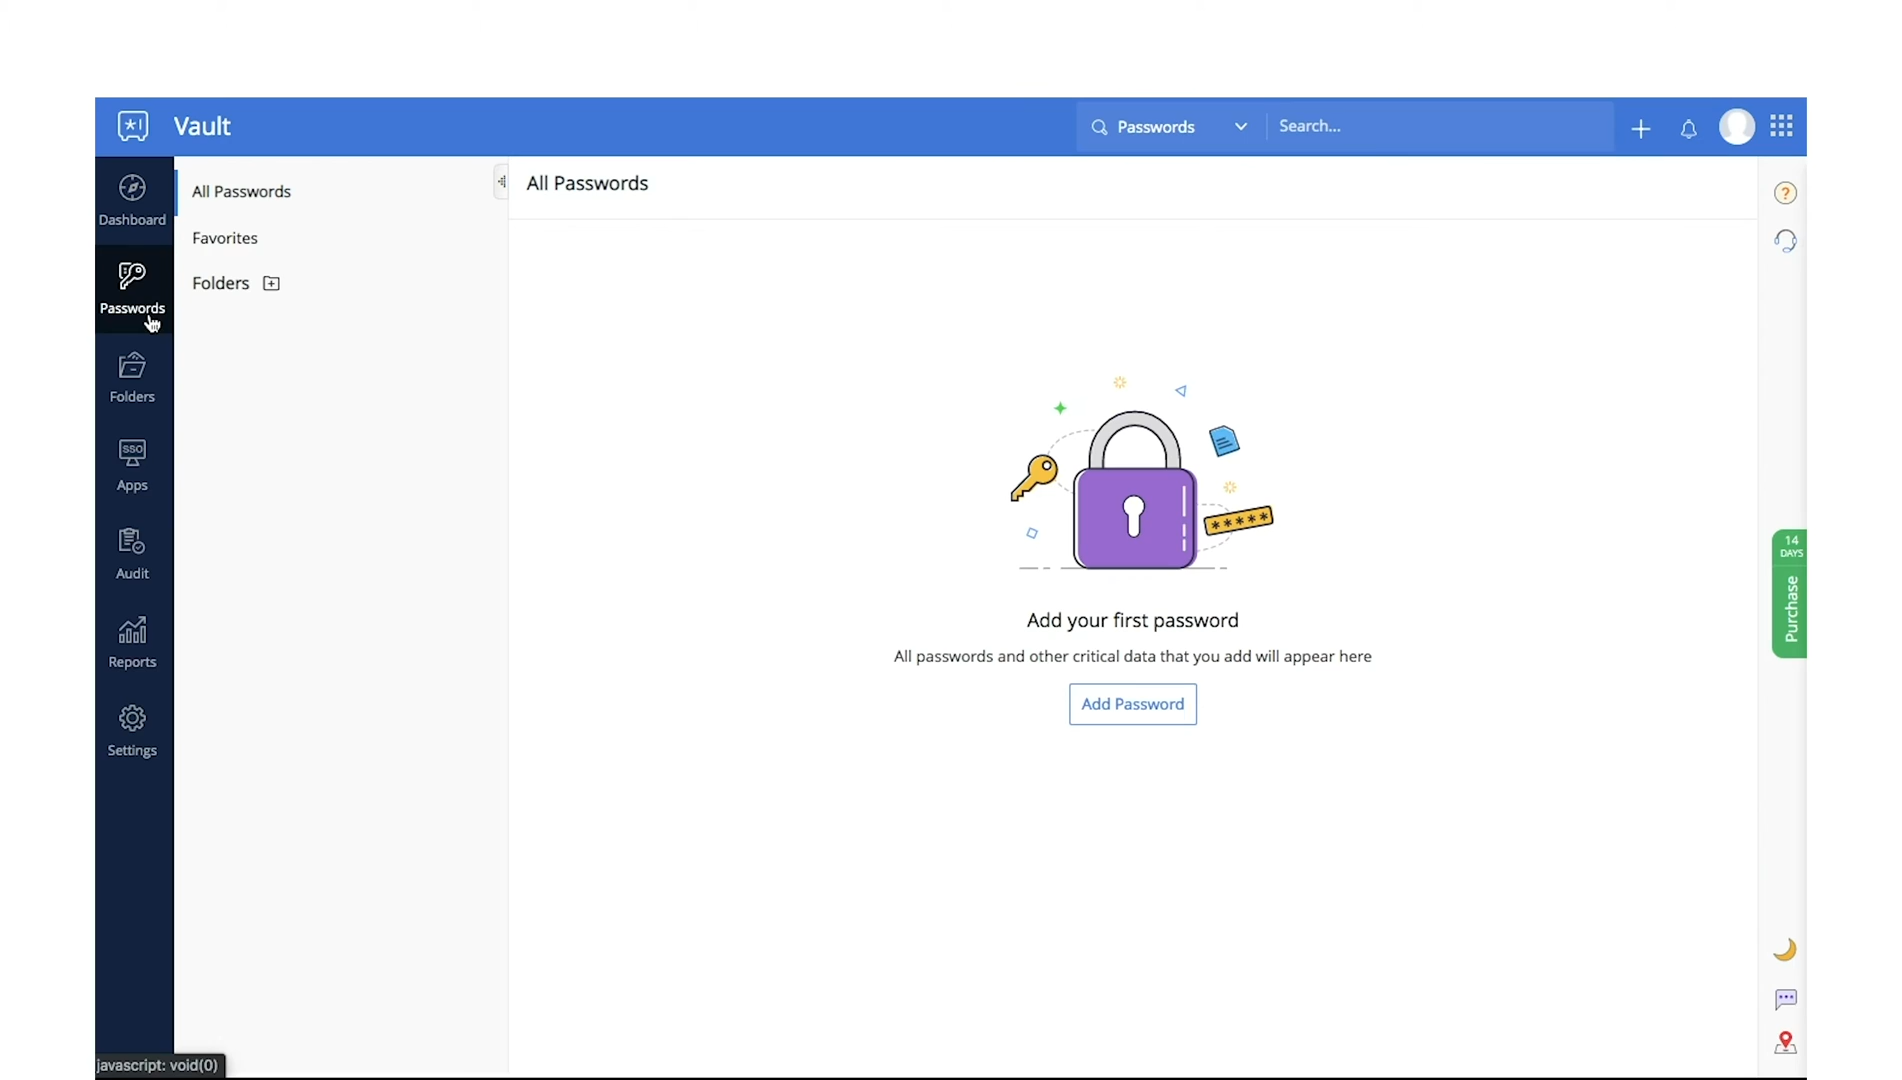 Vault
Passwords
Search...
Dashboard
Passwords
Folders
SSO
Apps
Audit
Reports
Settings
All Passwords
Favorites
Folders
All Passwords
?
*****
Add your first password
All passwords and other critical data that you add will appear here
Add Password
14
DAYS
Purchase
javascript: void(0)